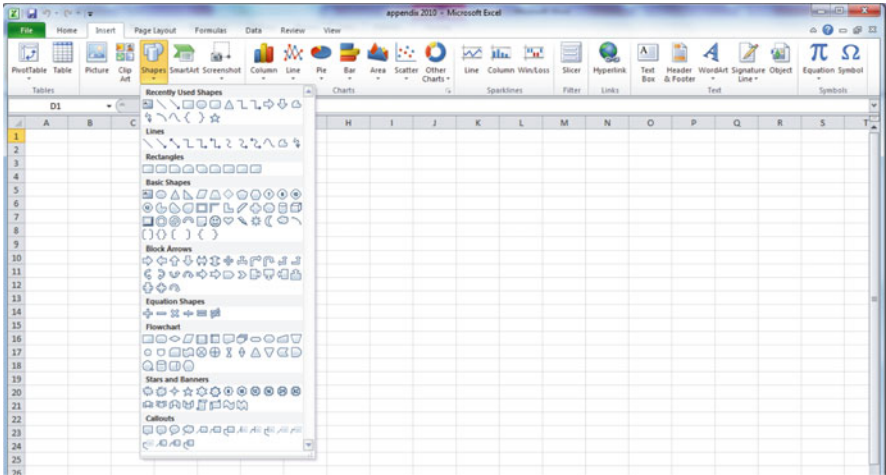 appendix 2010 - Microsoft Excel
File Home Insert Page Layout Formulas Data Review View
PivotTable Table Picture Clip Art Shapes SmartArt Screenshot Column Line Pie Bar Area Scatter Other Charts Line Column Win/Loss Slicer Hyperlink Text Box Header & Footer WordArt Signature Line Object Equation Symbol
Tables Charts Sparklines Filter Links Text Symbols
D1
A B C H I J K L M N O P Q R S T
Recently Used Shapes
Lines
Rectangles
Basic Shapes
Block Arrows
Equation Shapes
Flowchart
Stars and Banners
Callouts
1
2
3
4
5
6
7
8
9
10
11
12
13
14
15
16
17
18
19
20
21
22
23
24
25
26